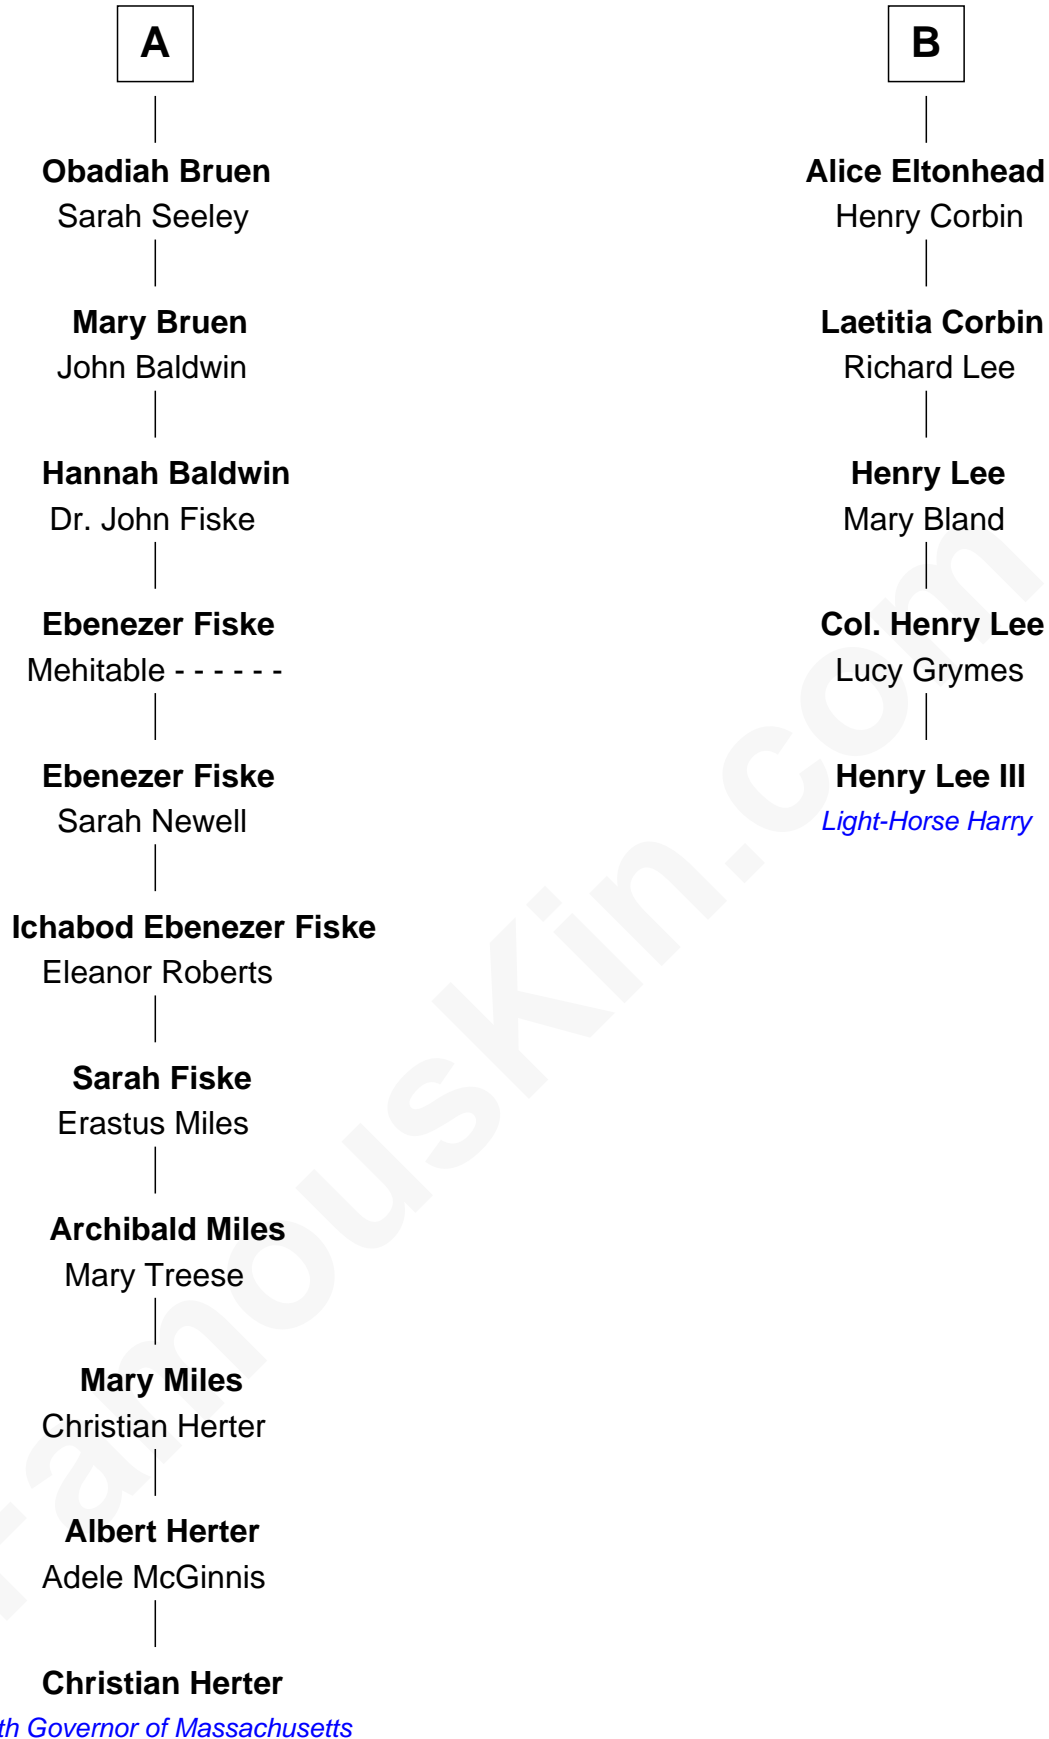 A
Obadiah Bruen
Sarah Seeley
Mary Bruen
John Baldwin
Hannah Baldwin
Dr. John Fiske
Ebenezer Fiske
Mehitable - - - - - -
Ebenezer Fiske
Sarah Newell
Ichabod Ebenezer Fiske
Eleanor Roberts
Sarah Fiske
Erastus Miles
Archibald Miles
Mary Treese
Mary Miles
Christian Herter
Albert Herter
Adele McGinnis
Christian Herter
th Governor of Massachusetts
B
Alice Eltonhead
Henry Corbin
Laetitia Corbin
Richard Lee
Henry Lee
Mary Bland
Col. Henry Lee
Lucy Grymes
Henry Lee III
Light-Horse Harry
FamousKin.com